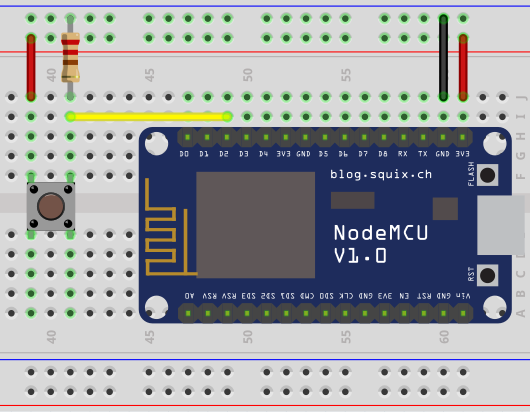 40 45 50 55 60
J
I
H
G
F
D0 D1 D2 D3 D4 3V3 GND D5 D6 D7 D8 RX TX GND 3V3
blog.squix.ch
FLASH
NodeMCU
V1.0
RST
A0 RSV RSV SD3 SD2 SD1 CMD SD0 CLK GND 3V3 EN RST GND Vin
D
C
B
A
40 45 50 55 60